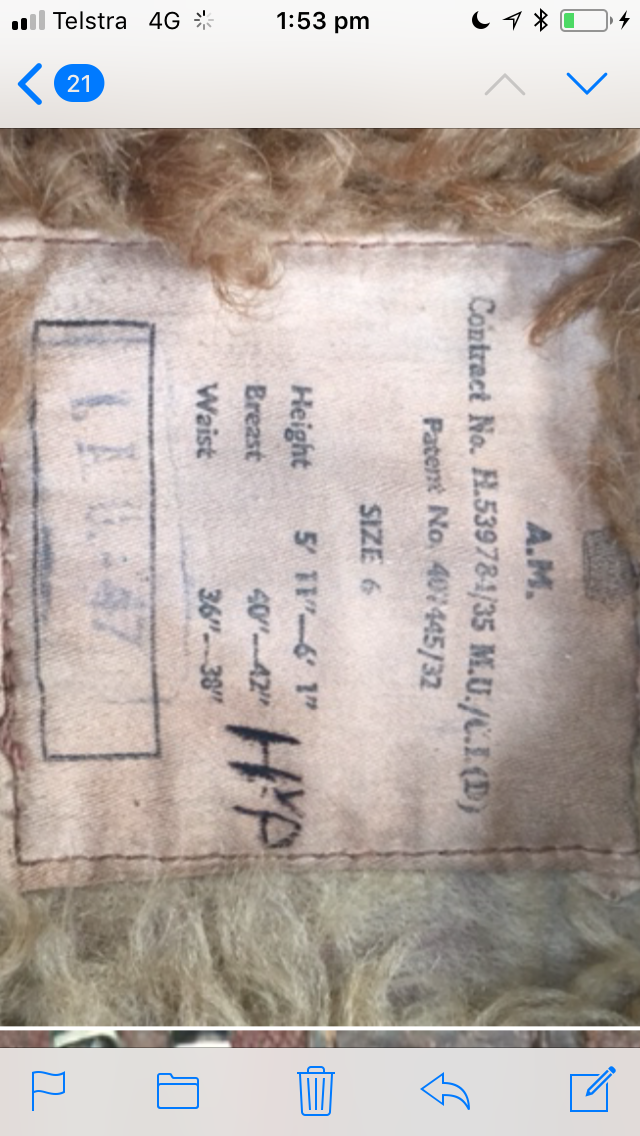 Telstra 4G 1:53 pm
21
A.M.
Contract No. H.539784/35 M.U./C.I.(D)
Patent No.
SIZE 6
Height 5' 11"—6' 1"
Breast 40"—42"
Waist 36"—38"